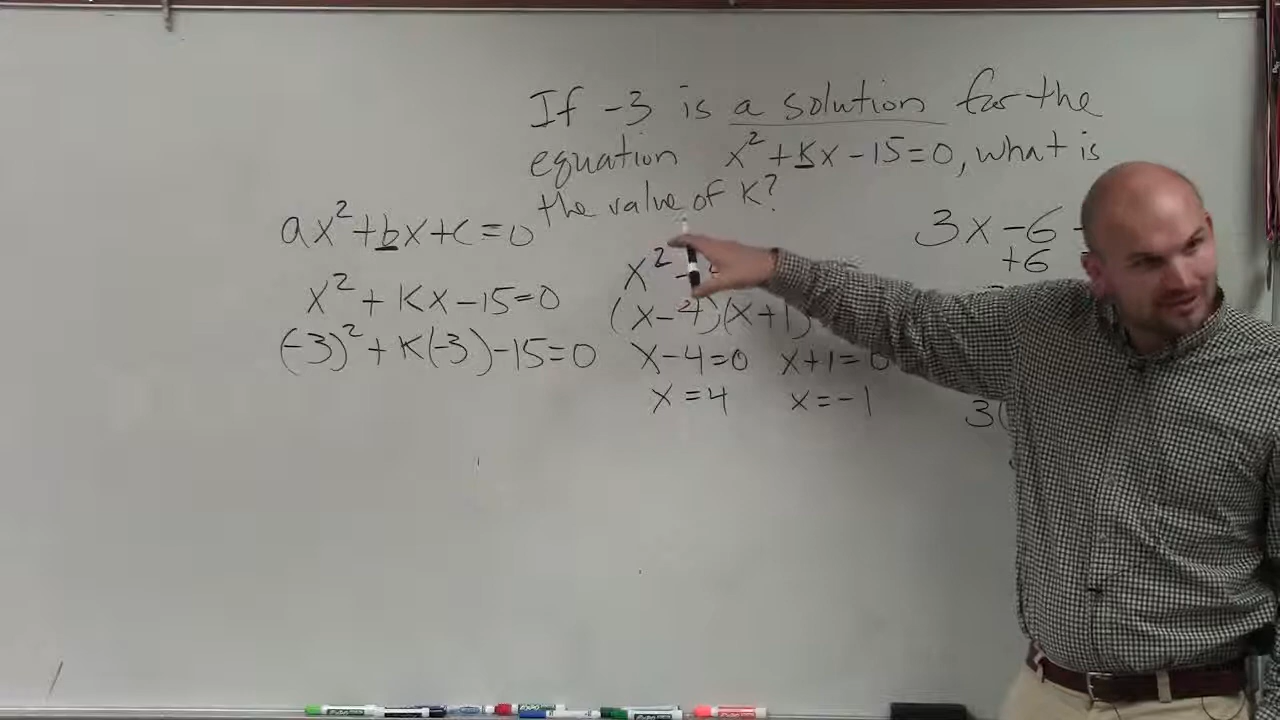 If -3 is a solution for the
equation x² + kx - 15 = 0, what is
the value of k?
ax² + bx + c = 0
x² + kx - 15 = 0
(-3)² + k(-3) - 15 = 0
x² -
(x - 4)(x + 1)
x - 4 = 0 x + 1 = 0
x = 4 x = -1
3x - 6
+6
3(